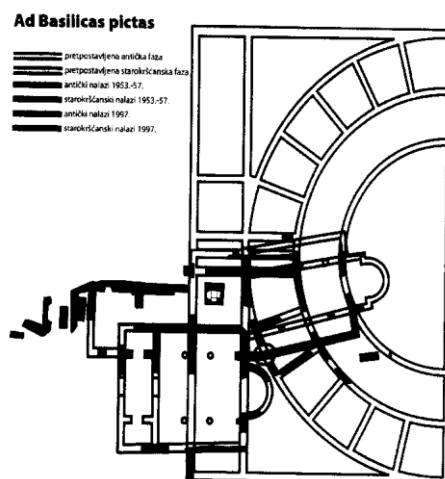 Ad Basilicas pictas
pretpostavljena antička faza
pretpostavljena starokršćanska faza
antički nalazi 1953.-57.
starokršćanski nalazi 1953.-57.
antički nalazi 1997.
starokršćanski nalazi 1997.